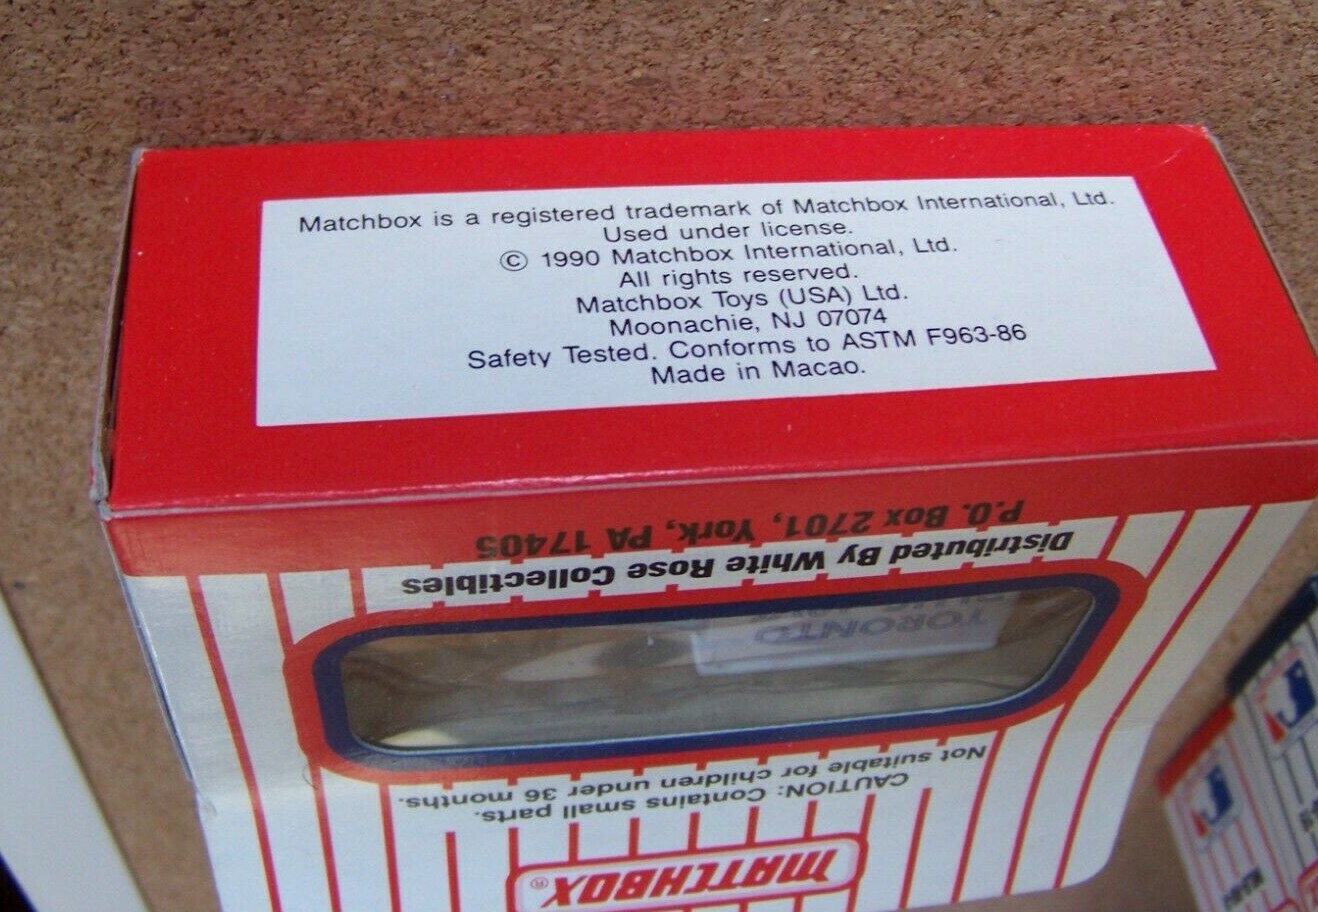 Matchbox is a registered trademark of Matchbox International, Ltd.
Used under license.
© 1990 Matchbox International, Ltd.
All rights reserved.
Matchbox Toys (USA) Ltd.
Moonachie, NJ 07074
Safety Tested. Conforms to ASTM F963-86
Made in Macao.
MATCHBOX®
CAUTION: Contains small parts.
Not suitable for children under 36 months.
TORONTO
Distributed By White Rose Collectibles
P.O. Box 2701, York, PA 17405